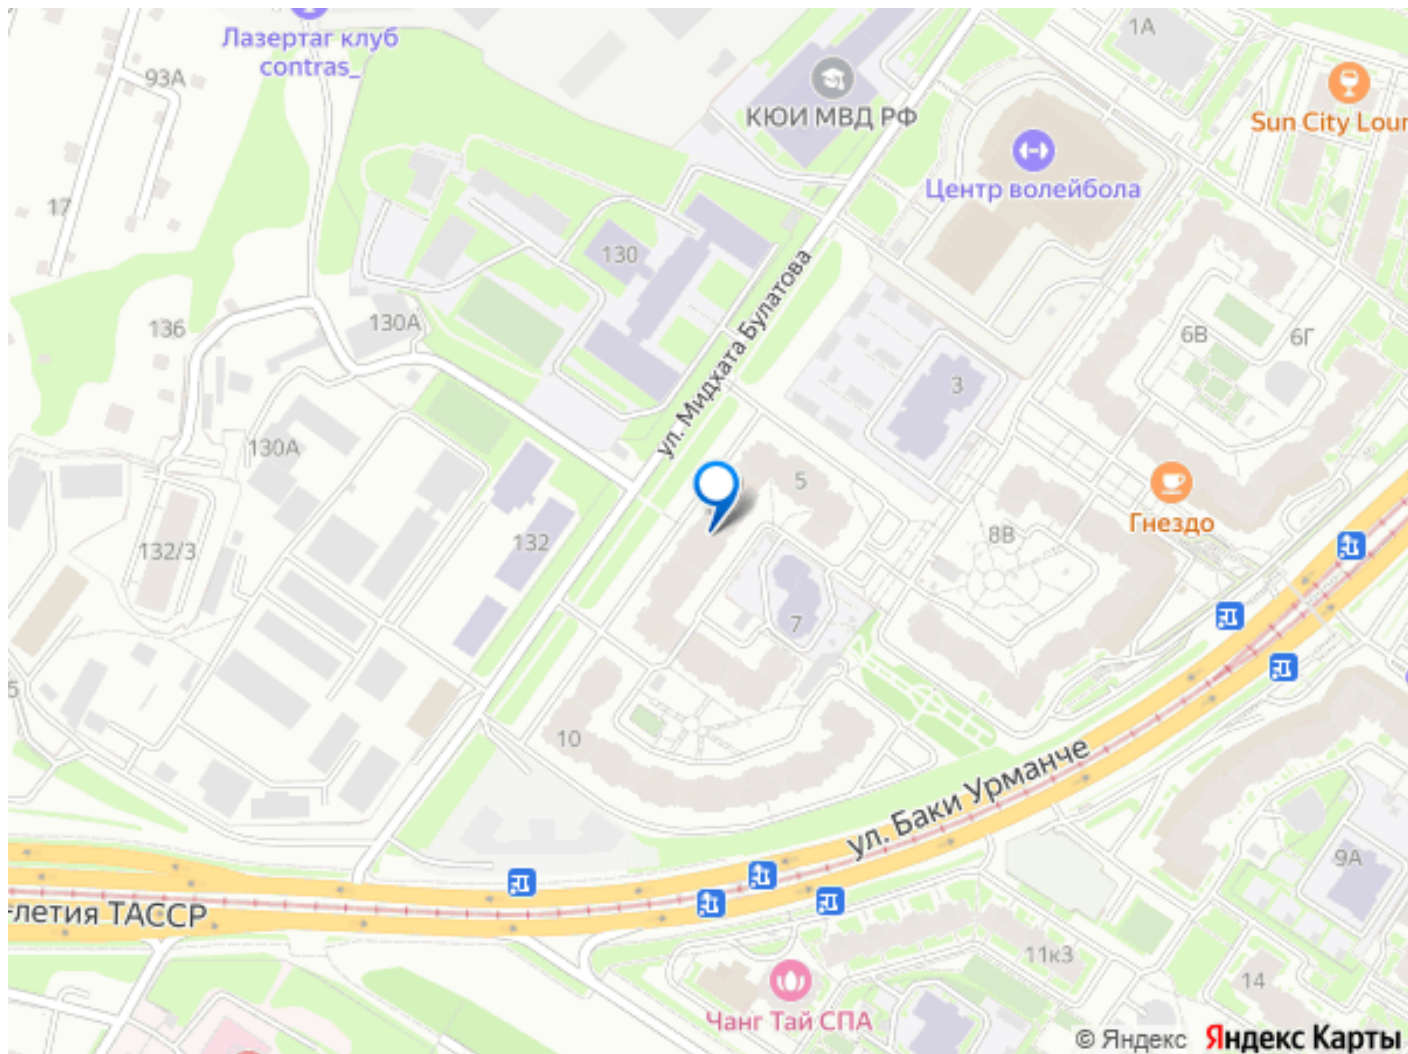 1А
Лазертаг клуб
contras_
93А
КЮИ МВД РФ
Sun City Lour
Центр волейбола
17
130
ул. Мидхата Булатова
136
130А
6В
6Г
3
130А
5
Гнездо
132
8В
132/3
7
5
10
ул. Баки Урманче
9А
-летия ТАССР
11к3
14
Чанг Тай СПА
© Яндекс Яндекс Карты